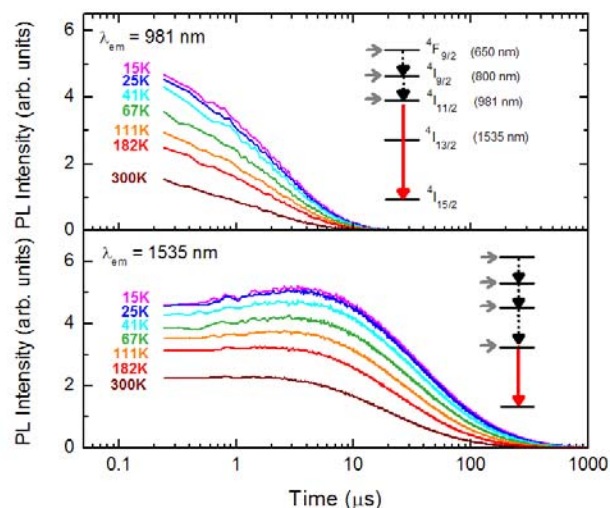 λem = 981 nm
15K
25K
41K
67K
111K
182K
300K
4F9/2 (650 nm)
4I9/2 (800 nm)
4I11/2 (981 nm)
4I13/2 (1535 nm)
4I15/2
PL Intensity (arb. units)
6
4
2
0
λem = 1535 nm
15K
25K
41K
67K
111K
182K
300K
PL Intensity (arb. units)
6
4
2
0
0.1 1 10 100 1000
Time (μs)